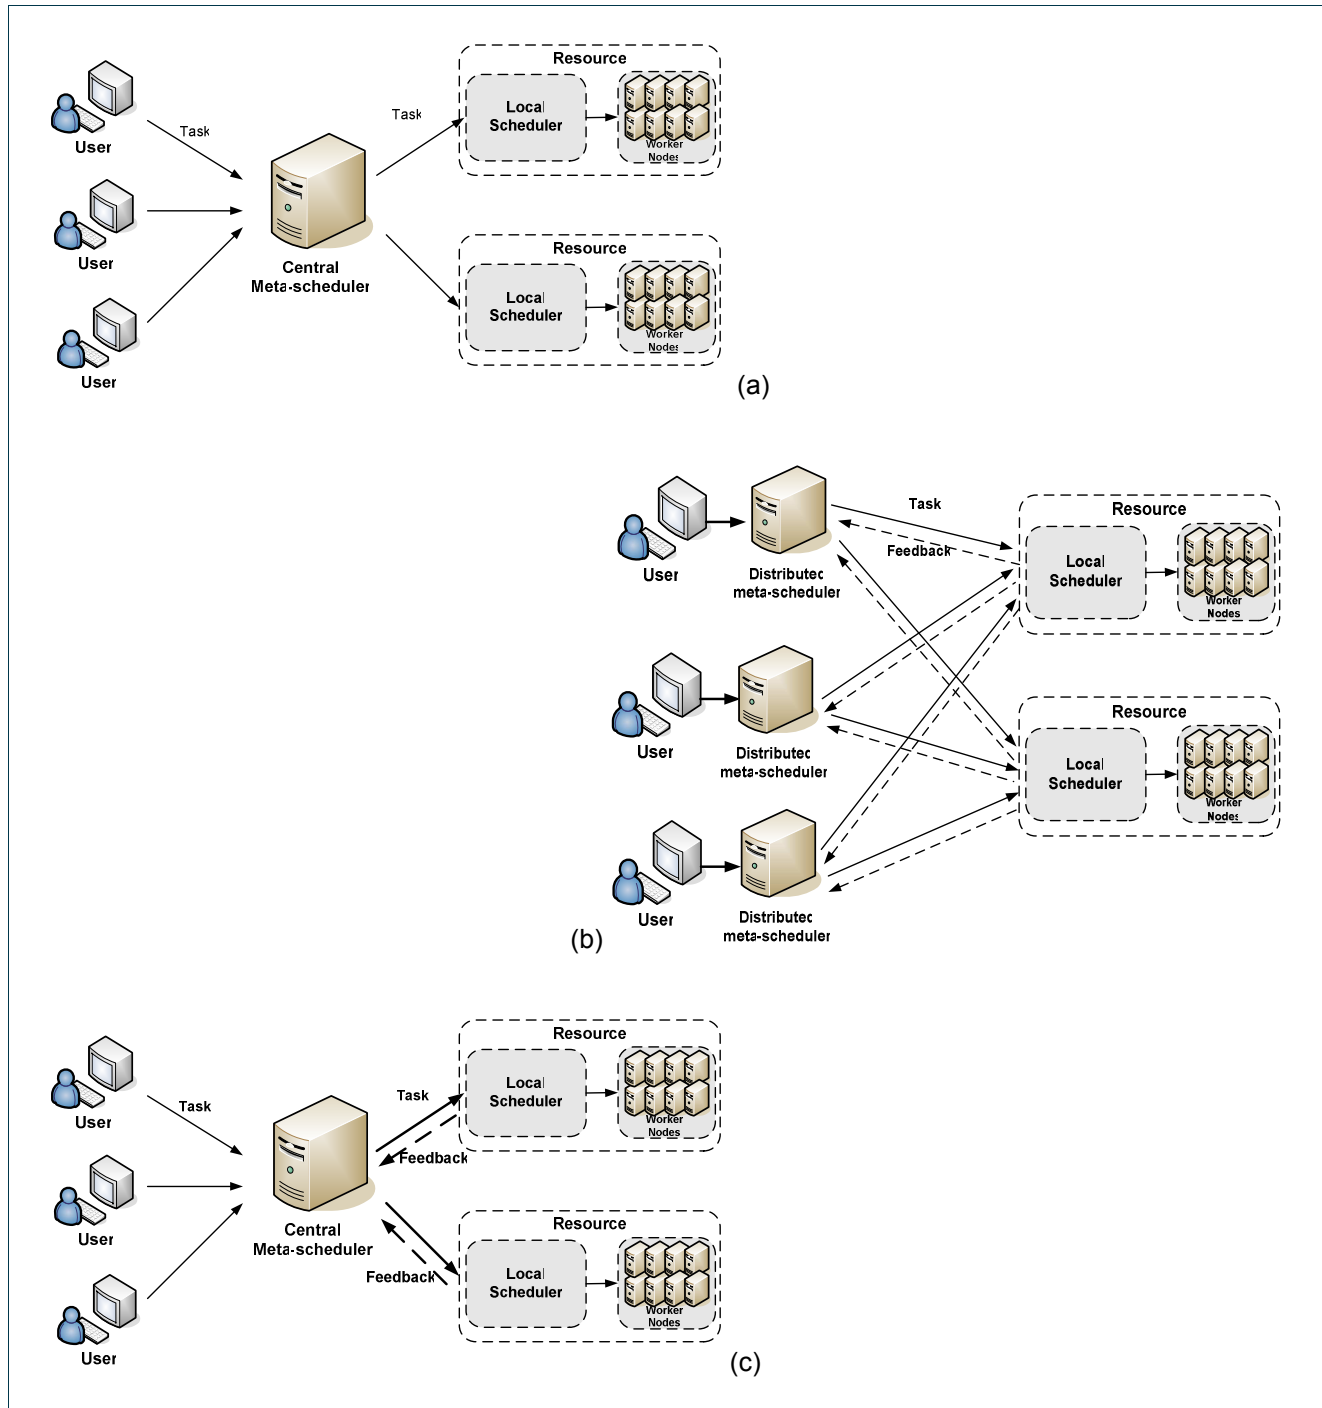 Resource
Local
Scheduler
Worker
Nodes
Task
Task
User
Central
Meta-scheduler
User
Resource
Local
Scheduler
Worker
Nodes
User
(a)
Task
Feedback
User
Distributed
meta-scheduler
Resource
Local
Scheduler
Worker
Nodes
User
Distributed
meta-scheduler
Resource
Local
Scheduler
Worker
Nodes
User
Distributed
meta-scheduler
(b)
Resource
Local
Scheduler
Worker
Nodes
Task
Task
User
Feedback
Central
Meta-scheduler
User
Feedback
Resource
Local
Scheduler
Worker
Nodes
User
(c)